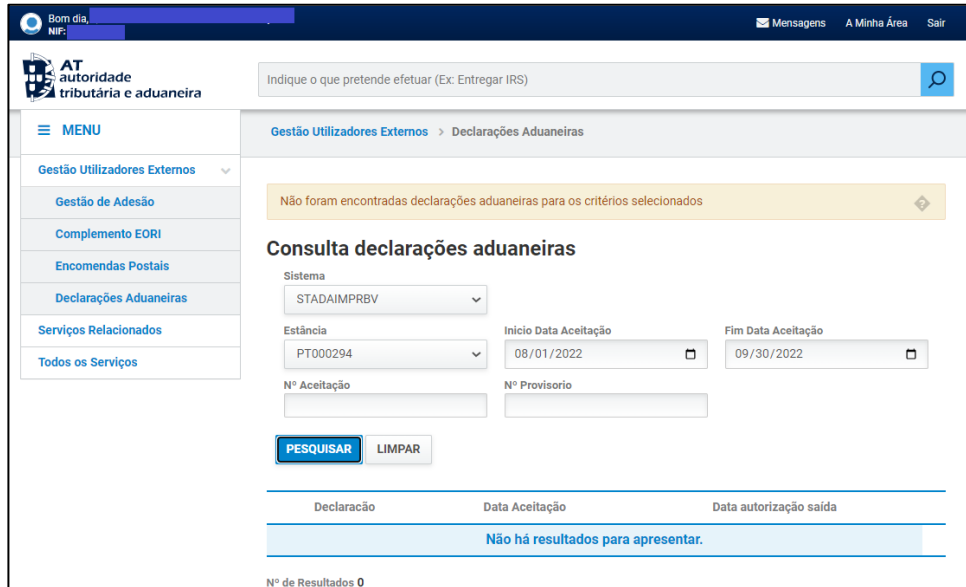 Bom dia,
NIF:
Mensagens A Minha Área Sair
AT
autoridade
tributária e aduaneira
Indique o que pretende efetuar (Ex: Entregar IRS)
MENU
Gestão Utilizadores Externos > Declarações Aduaneiras
Gestão Utilizadores Externos
Gestão de Adesão
Complemento EORI
Encomendas Postais
Declarações Aduaneiras
Serviços Relacionados
Todos os Serviços
Não foram encontradas declarações aduaneiras para os critérios selecionados
Consulta declarações aduaneiras
Sistema
STADAIMPRBV
Estância Inicio Data Aceitação Fim Data Aceitação
PT000294 08/01/2022 09/30/2022
Nº Aceitação Nº Provisorio
PESQUISAR LIMPAR
Declaracão Data Aceitação Data autorização saída
Não há resultados para apresentar.
Nº de Resultados 0